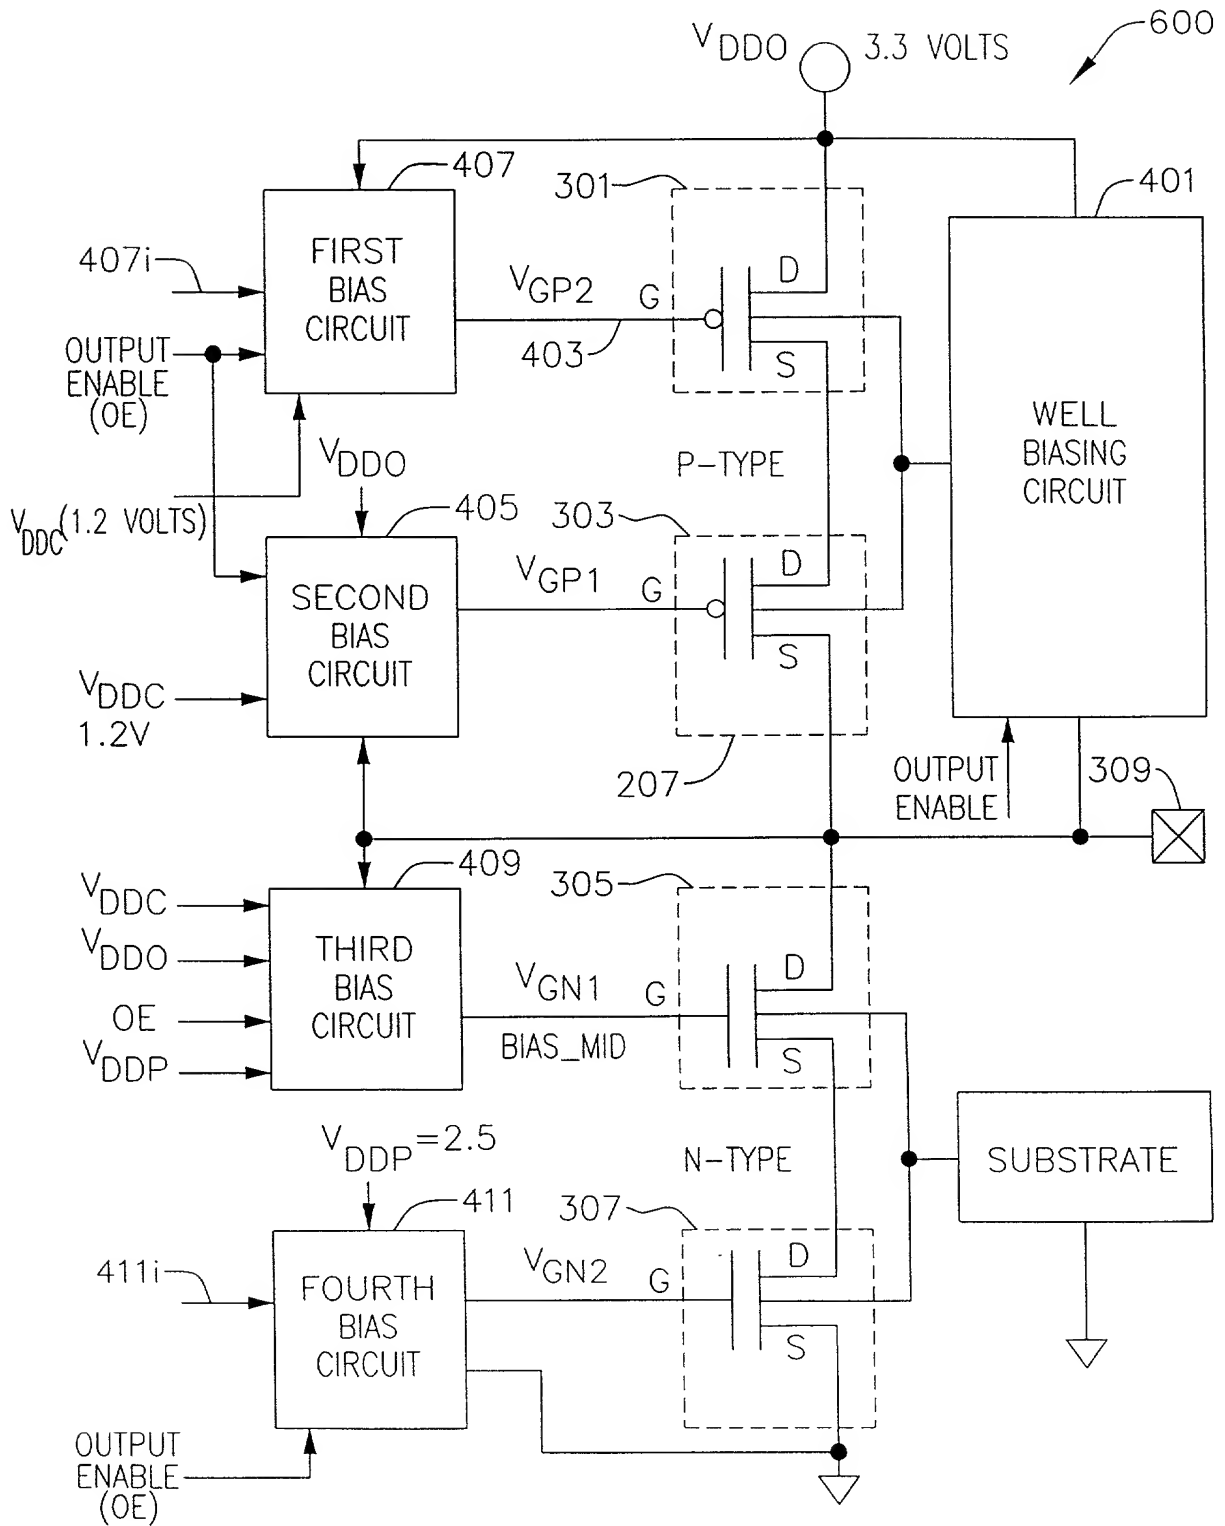 600
VDDO 3.3 VOLTS
407
301
401
407i
FIRST
BIAS
CIRCUIT
VGP2
G
D
S
403
OUTPUT
ENABLE
(OE)
WELL
BIASING
CIRCUIT
VDDO
P-TYPE
VDDC(1.2 VOLTS)
405
303
SECOND
BIAS
CIRCUIT
VGP1
G
D
S
VDDC
1.2V
207
OUTPUT
ENABLE
309
409
305
VDDC
VDDO
OE
VDDP
THIRD
BIAS
CIRCUIT
VGN1
BIAS_MID
G
D
S
VDDP=2.5
N-TYPE
SUBSTRATE
411
307
411i
FOURTH
BIAS
CIRCUIT
VGN2
G
D
S
OUTPUT
ENABLE
(OE)